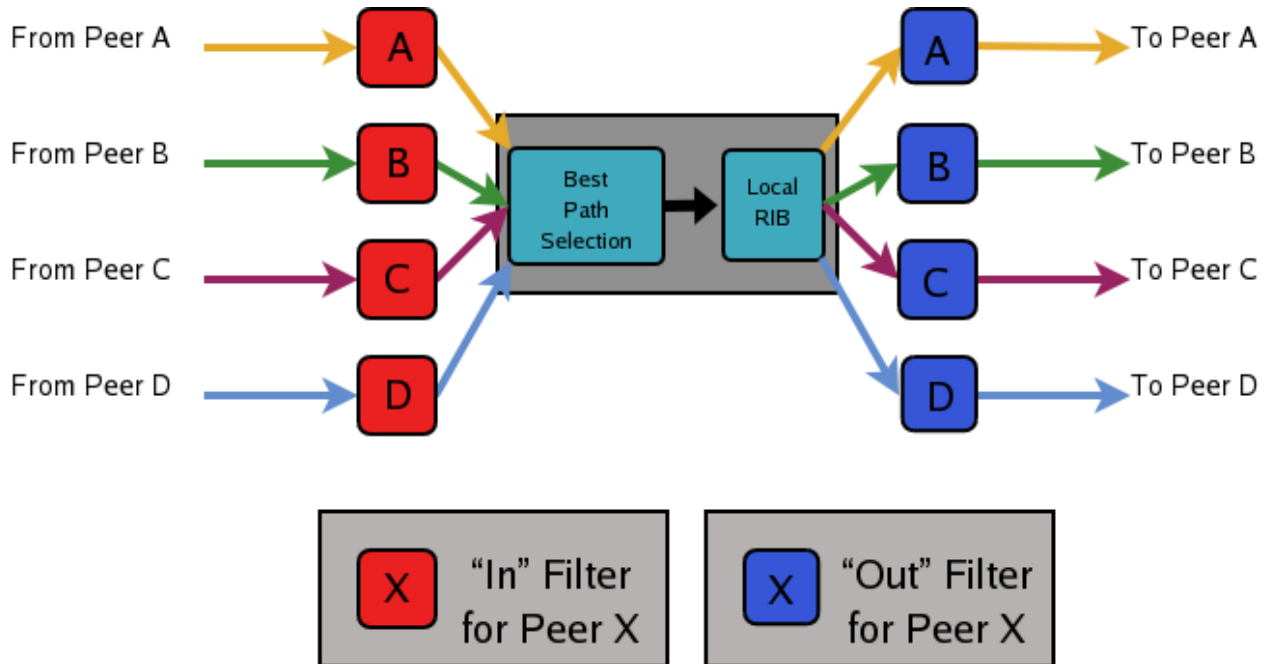 From Peer A
A
A
To Peer A
From Peer B
B
Best
Path
Selection
Local
RIB
B
To Peer B
From Peer C
C
C
To Peer C
From Peer D
D
D
To Peer D
X
“In” Filter
for Peer X
X
“Out” Filter
for Peer X